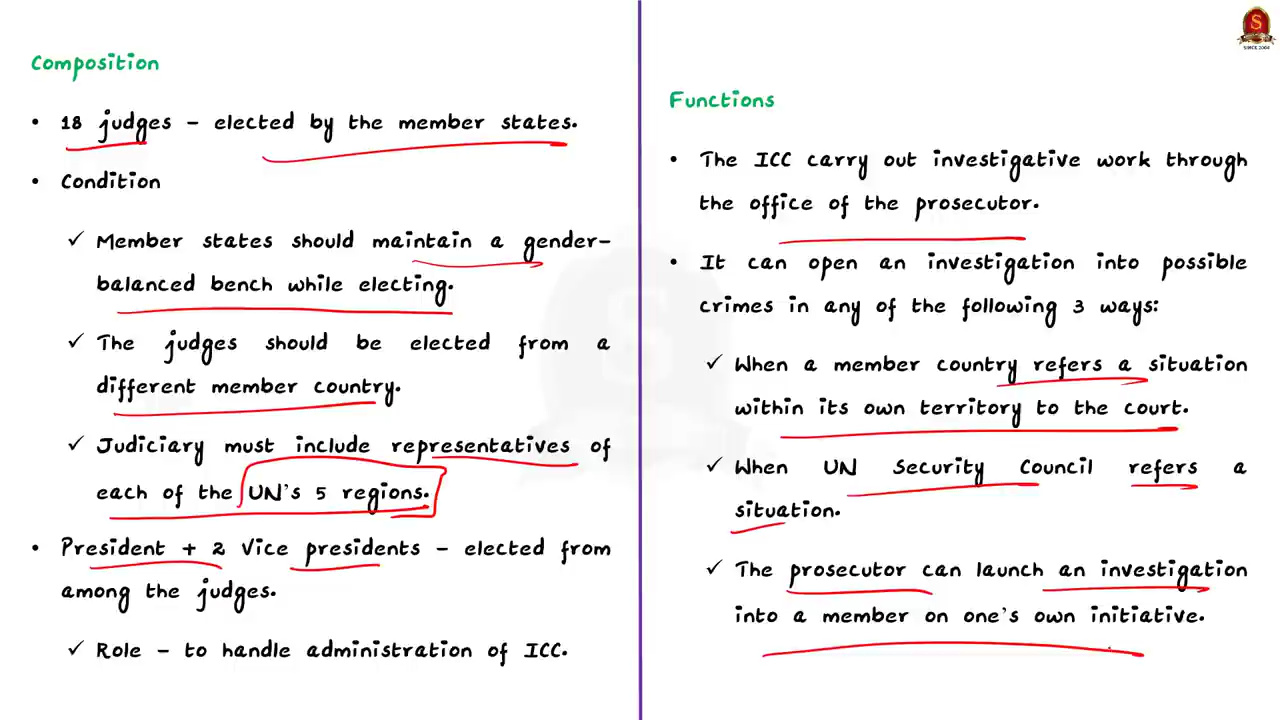 Composition
• 18 judges – elected by the member states.
• Condition
✓ Member states should maintain a gender-
balanced bench while electing.
✓ The judges should be elected from a
different member country.
✓ Judiciary must include representatives of
each of the UN's 5 regions.
• President + 2 Vice presidents – elected from
among the judges.
✓ Role – to handle administration of ICC.
S
SINCE 2004
Functions
• The ICC carry out investigative work through
the office of the prosecutor.
• It can open an investigation into possible
crimes in any of the following 3 ways:
✓ When a member country refers a situation
within its own territory to the court.
✓ When UN Security Council refers a
situation.
✓ The prosecutor can launch an investigation
into a member on one's own initiative.